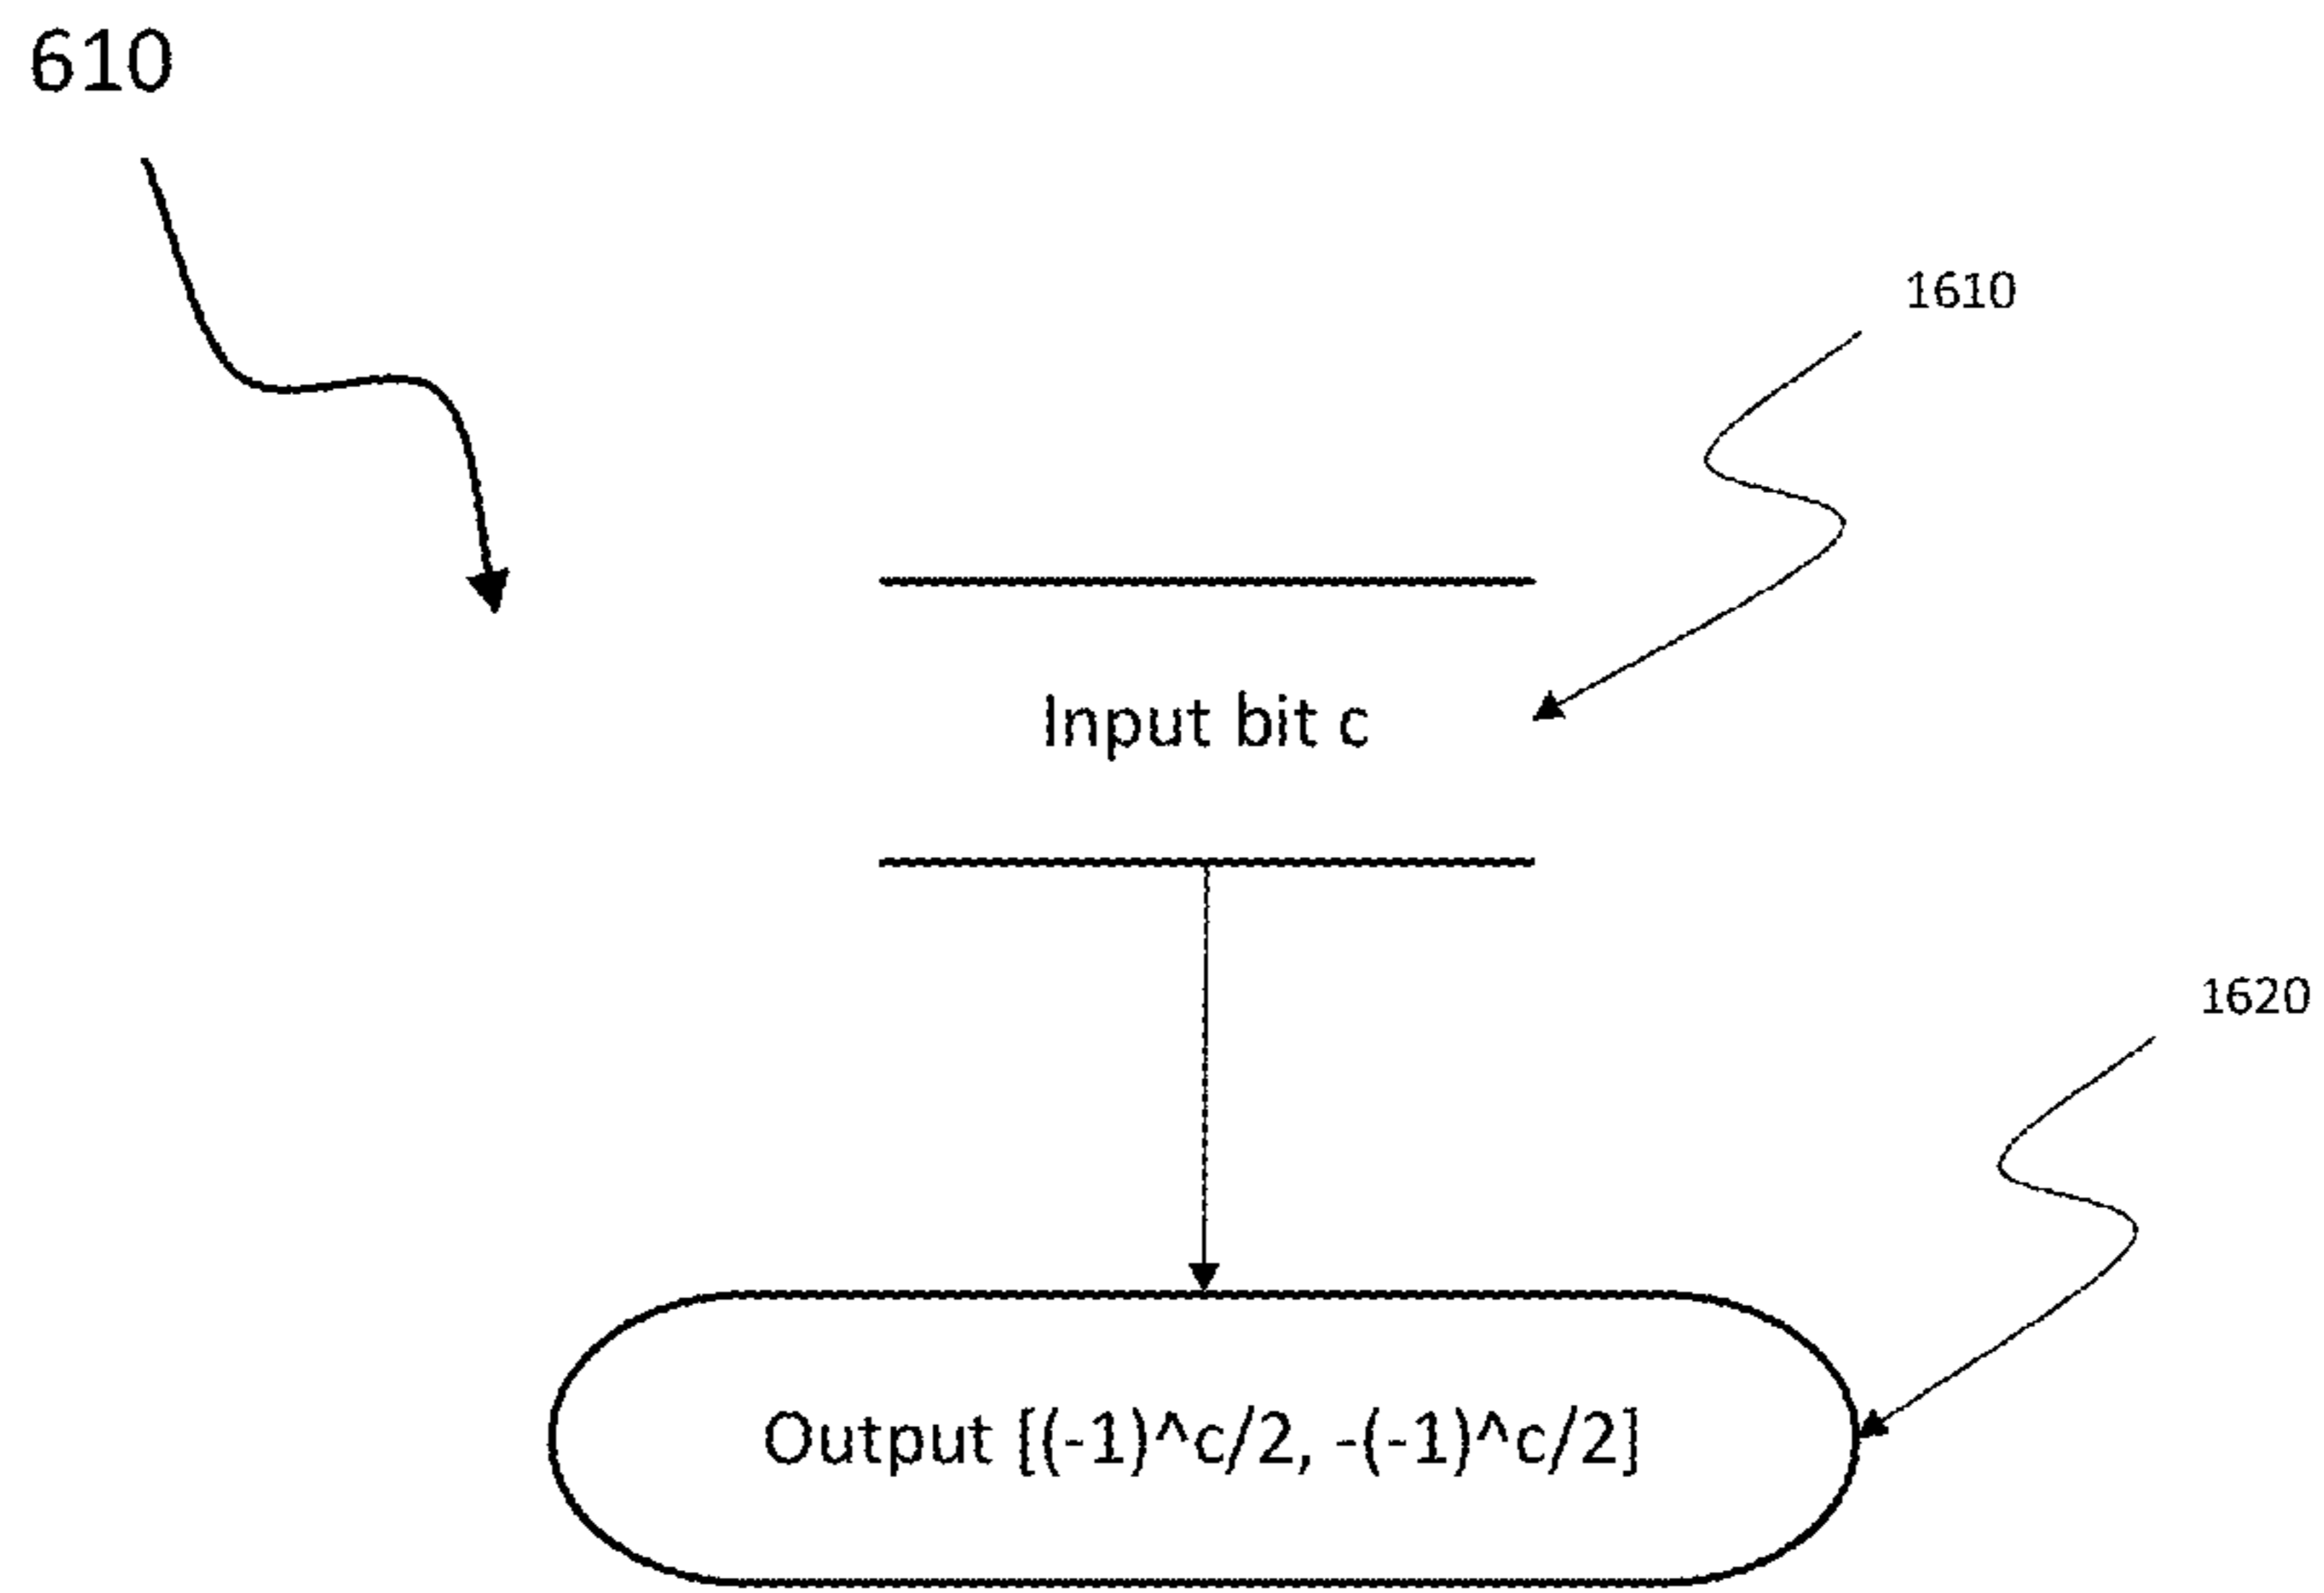 610
1610
Input bit c
1620
Output [(-1)^c/2, -(-1)^c/2]